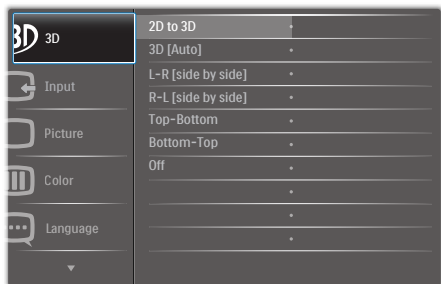 3D 3D
Input
Picture
Color
Language
2D to 3D
3D [Auto]
L-R [side by side]
R-L [side by side]
Top-Bottom
Bottom-Top
Off